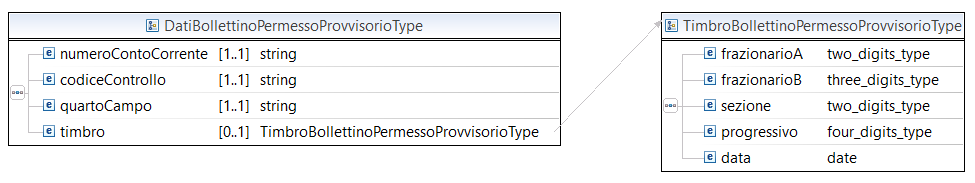 DatiBollettinoPermessoProvvisorioType
e numeroContoCorrente [1..1] string
e codiceControllo [1..1] string
e quartoCampo [1..1] string
e timbro [0..1] TimbroBollettinoPermessoProvvisorioType
TimbroBollettinoPermessoProvvisorioType
e frazionarioA two_digits_type
e frazionarioB three_digits_type
e sezione two_digits_type
e progressivo four_digits_type
e data date